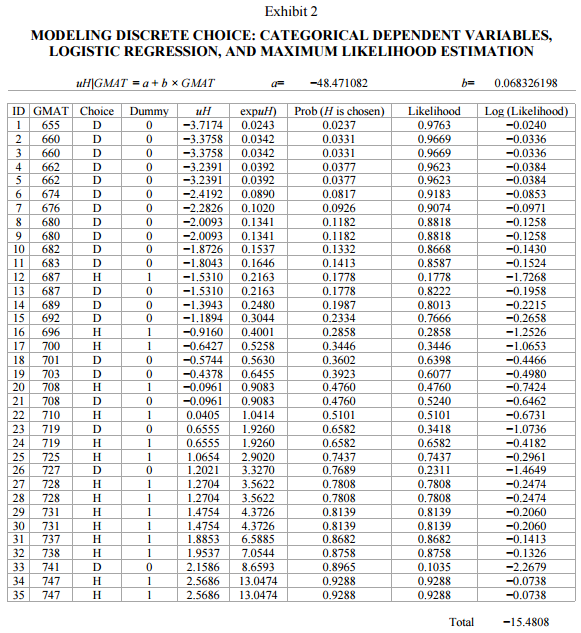 Exhibit 2
MODELING DISCRETE CHOICE: CATEGORICAL DEPENDENT VARIABLES,
LOGISTIC REGRESSION, AND MAXIMUM LIKELIHOOD ESTIMATION
uH|GMAT = a + b × GMAT a= −48.471082 b= 0.068326198
ID GMAT Choice Dummy uH expuH) Prob (H is chosen) Likelihood Log (Likelihood)
1 655 D 0 −3.7174 0.0243 0.0237 0.9763 −0.0240
2 660 D 0 −3.3758 0.0342 0.0331 0.9669 −0.0336
3 660 D 0 −3.3758 0.0342 0.0331 0.9669 −0.0336
4 662 D 0 −3.2391 0.0392 0.0377 0.9623 −0.0384
5 662 D 0 −3.2391 0.0392 0.0377 0.9623 −0.0384
6 674 D 0 −2.4192 0.0890 0.0817 0.9183 −0.0853
7 676 D 0 −2.2826 0.1020 0.0926 0.9074 −0.0971
8 680 D 0 −2.0093 0.1341 0.1182 0.8818 −0.1258
9 680 D 0 −2.0093 0.1341 0.1182 0.8818 −0.1258
10 682 D 0 −1.8726 0.1537 0.1332 0.8668 −0.1430
11 683 D 0 −1.8043 0.1646 0.1413 0.8587 −0.1524
12 687 H 1 −1.5310 0.2163 0.1778 0.1778 −1.7268
13 687 D 0 −1.5310 0.2163 0.1778 0.8222 −0.1958
14 689 D 0 −1.3943 0.2480 0.1987 0.8013 −0.2215
15 692 D 0 −1.1894 0.3044 0.2334 0.7666 −0.2658
16 696 H 1 −0.9160 0.4001 0.2858 0.2858 −1.2526
17 700 H 1 −0.6427 0.5258 0.3446 0.3446 −1.0653
18 701 D 0 −0.5744 0.5630 0.3602 0.6398 −0.4466
19 703 D 0 −0.4378 0.6455 0.3923 0.6077 −0.4980
20 708 H 1 −0.0961 0.9083 0.4760 0.4760 −0.7424
21 708 D 0 −0.0961 0.9083 0.4760 0.5240 −0.6462
22 710 H 1 0.0405 1.0414 0.5101 0.5101 −0.6731
23 719 D 0 0.6555 1.9260 0.6582 0.3418 −1.0736
24 719 H 1 0.6555 1.9260 0.6582 0.6582 −0.4182
25 725 H 1 1.0654 2.9020 0.7437 0.7437 −0.2961
26 727 D 0 1.2021 3.3270 0.7689 0.2311 −1.4649
27 728 H 1 1.2704 3.5622 0.7808 0.7808 −0.2474
28 728 H 1 1.2704 3.5622 0.7808 0.7808 −0.2474
29 731 H 1 1.4754 4.3726 0.8139 0.8139 −0.2060
30 731 H 1 1.4754 4.3726 0.8139 0.8139 −0.2060
31 737 H 1 1.8853 6.5885 0.8682 0.8682 −0.1413
32 738 H 1 1.9537 7.0544 0.8758 0.8758 −0.1326
33 741 D 0 2.1586 8.6593 0.8965 0.1035 −2.2679
34 747 H 1 2.5686 13.0474 0.9288 0.9288 −0.0738
35 747 H 1 2.5686 13.0474 0.9288 0.9288 −0.0738
Total −15.4808